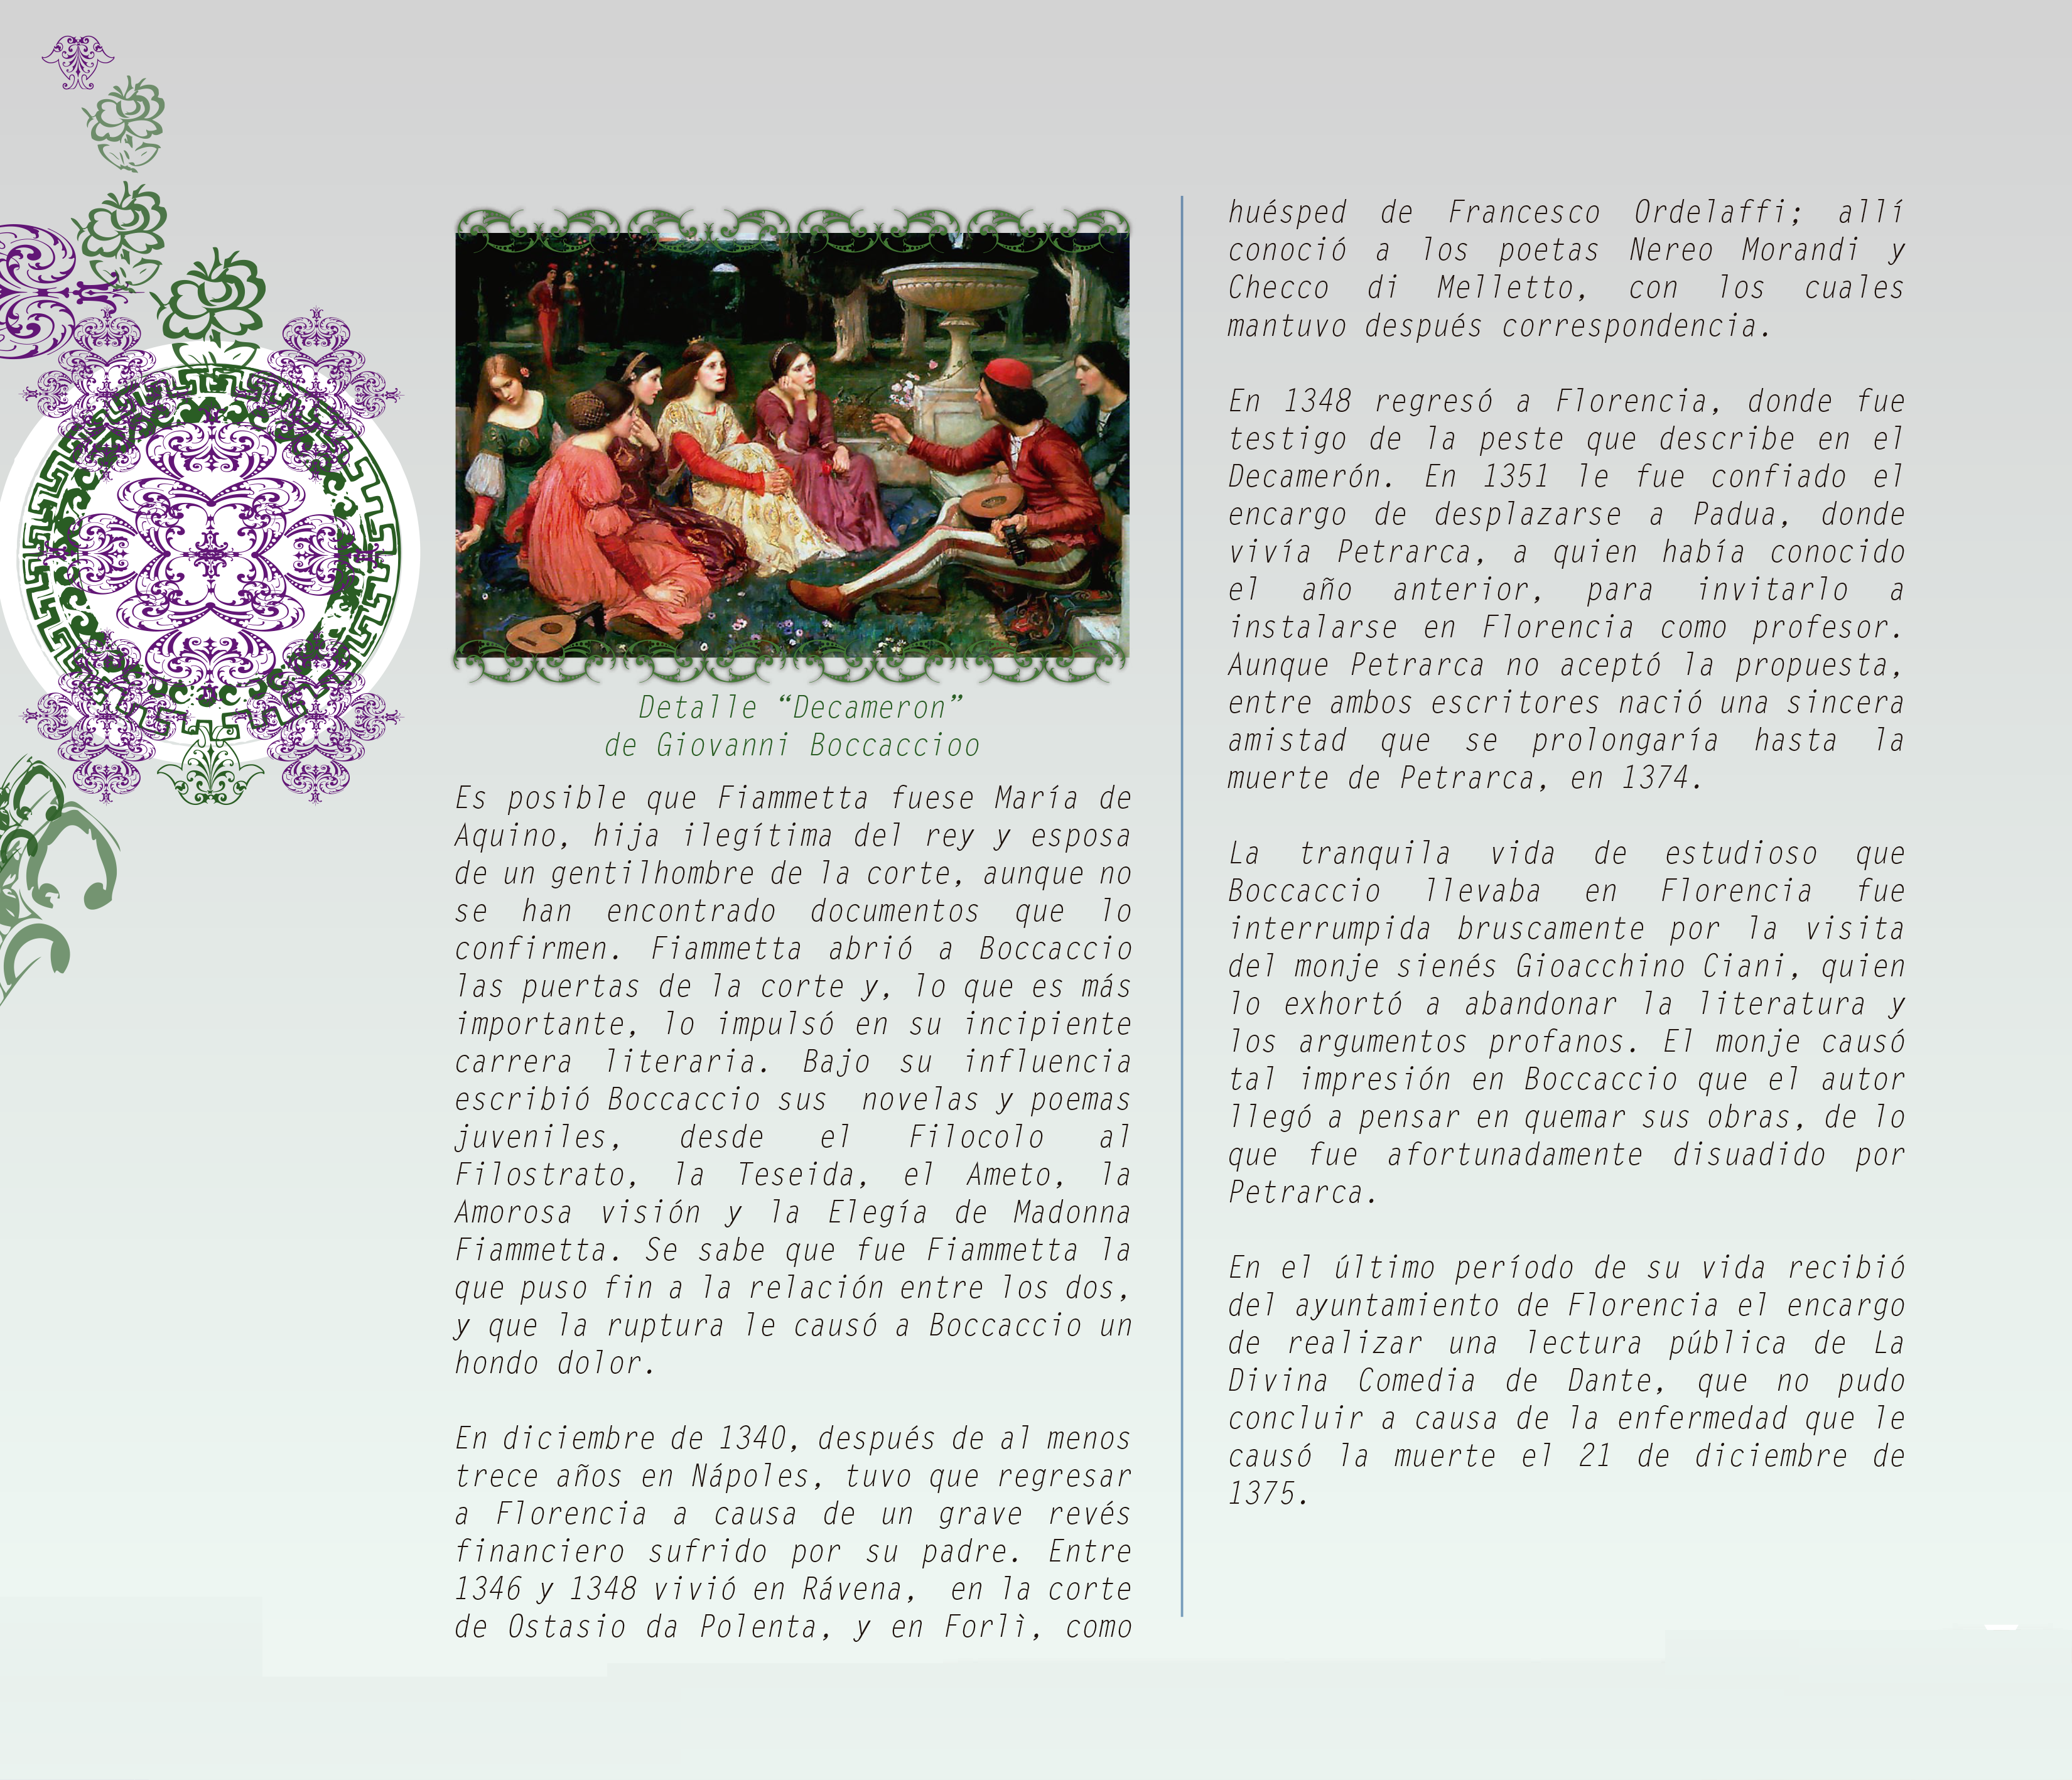 Detalle “Decameron”
de Giovanni Boccaccioo
Es posible que Fiammetta fuese María de
Aquino, hija ilegítima del rey y esposa
de un gentilhombre de la corte, aunque no
se han encontrado documentos que lo
confirmen. Fiammetta abrió a Boccaccio
las puertas de la corte y, lo que es más
importante, lo impulsó en su incipiente
carrera literaria. Bajo su influencia
escribió Boccaccio sus novelas y poemas
juveniles, desde el Filocolo al
Filostrato, la Teseida, el Ameto, la
Amorosa visión y la Elegía de Madonna
Fiammetta. Se sabe que fue Fiammetta la
que puso fin a la relación entre los dos,
y que la ruptura le causó a Boccaccio un
hondo dolor.
En diciembre de 1340, después de al menos
trece años en Nápoles, tuvo que regresar
a Florencia a causa de un grave revés
financiero sufrido por su padre. Entre
1346 y 1348 vivió en Rávena, en la corte
de Ostasio da Polenta, y en Forlì, como
huésped de Francesco Ordelaffi; allí
conoció a los poetas Nereo Morandi y
Checco di Melletto, con los cuales
mantuvo después correspondencia.
En 1348 regresó a Florencia, donde fue
testigo de la peste que describe en el
Decamerón. En 1351 le fue confiado el
encargo de desplazarse a Padua, donde
vivía Petrarca, a quien había conocido
el año anterior, para invitarlo a
instalarse en Florencia como profesor.
Aunque Petrarca no aceptó la propuesta,
entre ambos escritores nació una sincera
amistad que se prolongaría hasta la
muerte de Petrarca, en 1374.
La tranquila vida de estudioso que
Boccaccio llevaba en Florencia fue
interrumpida bruscamente por la visita
del monje sienés Gioacchino Ciani, quien
lo exhortó a abandonar la literatura y
los argumentos profanos. El monje causó
tal impresión en Boccaccio que el autor
llegó a pensar en quemar sus obras, de lo
que fue afortunadamente disuadido por
Petrarca.
En el último período de su vida recibió
del ayuntamiento de Florencia el encargo
de realizar una lectura pública de La
Divina Comedia de Dante, que no pudo
concluir a causa de la enfermedad que le
causó la muerte el 21 de diciembre de
1375.